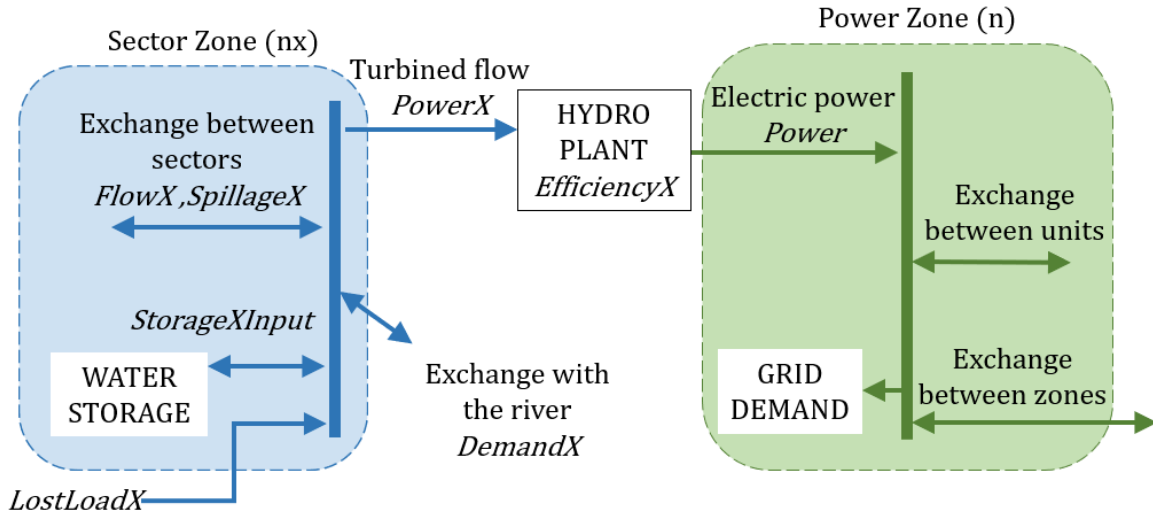 Sector Zone (nx)
Power Zone (n)
Turbined flow
PowerX
Exchange between
sectors
FlowX ,SpillageX
HYDRO
PLANT
EfficiencyX
Electric power
Power
Exchange
between units
StorageXInput
WATER
STORAGE
Exchange with
the river
DemandX
GRID
DEMAND
Exchange
between zones
LostLoadX